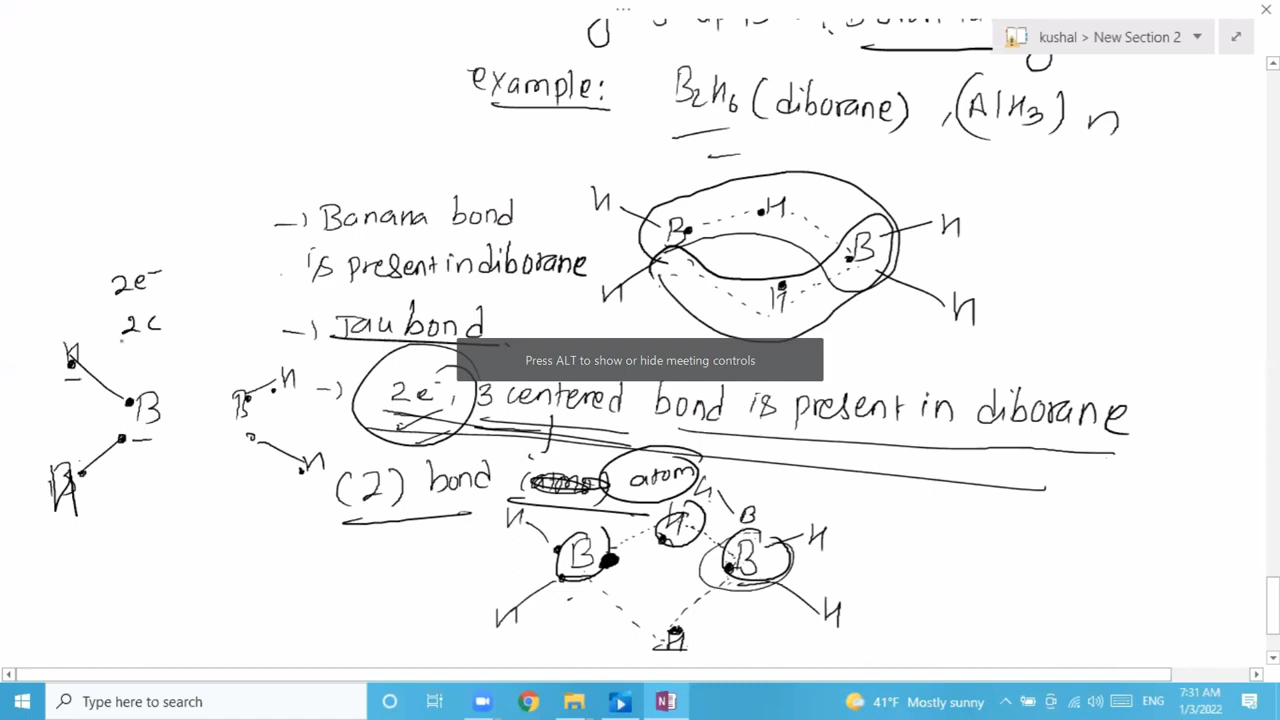 kushal > New Section 2
example: B2H6 (diborane), (AlH3) n
H H H
→) Banana bond B B
is present in diborane
2e- H H H
2c
→) Tau bond
Press ALT to show or hide meeting controls
H B B H
→) 2e-, 3 centered bond is present in diborane
H
(2) bond atom H B
H H B B H
H H H
Type here to search
41°F Mostly sunny
ENG
7:31 AM
1/3/2022